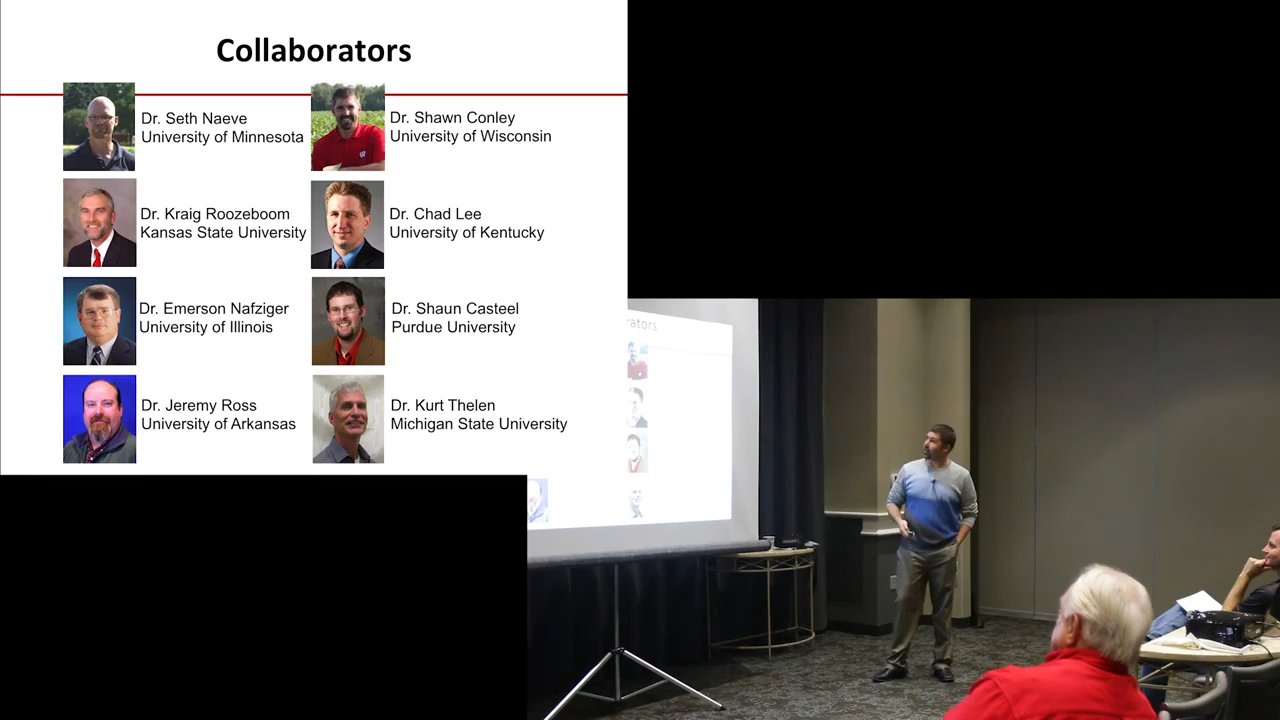 Collaborators
Dr. Seth Naeve
University of Minnesota
Dr. Shawn Conley
University of Wisconsin
Dr. Kraig Roozeboom
Kansas State University
Dr. Chad Lee
University of Kentucky
Dr. Emerson Nafziger
University of Illinois
Dr. Shaun Casteel
Purdue University
Dr. Jeremy Ross
University of Arkansas
Dr. Kurt Thelen
Michigan State University
rators